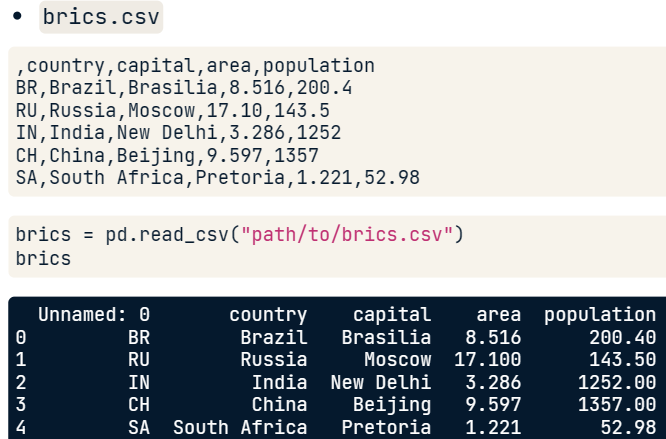 • brics.csv
,country,capital,area,population
BR,Brazil,Brasilia,8.516,200.4
RU,Russia,Moscow,17.10,143.5
IN,India,New Delhi,3.286,1252
CH,China,Beijing,9.597,1357
SA,South Africa,Pretoria,1.221,52.98
brics = pd.read_csv("path/to/brics.csv")
brics
  Unnamed: 0       country    capital    area  population
0         BR        Brazil   Brasilia   8.516      200.40
1         RU        Russia     Moscow  17.100      143.50
2         IN         India  New Delhi   3.286     1252.00
3         CH         China    Beijing   9.597     1357.00
4         SA  South Africa   Pretoria   1.221       52.98